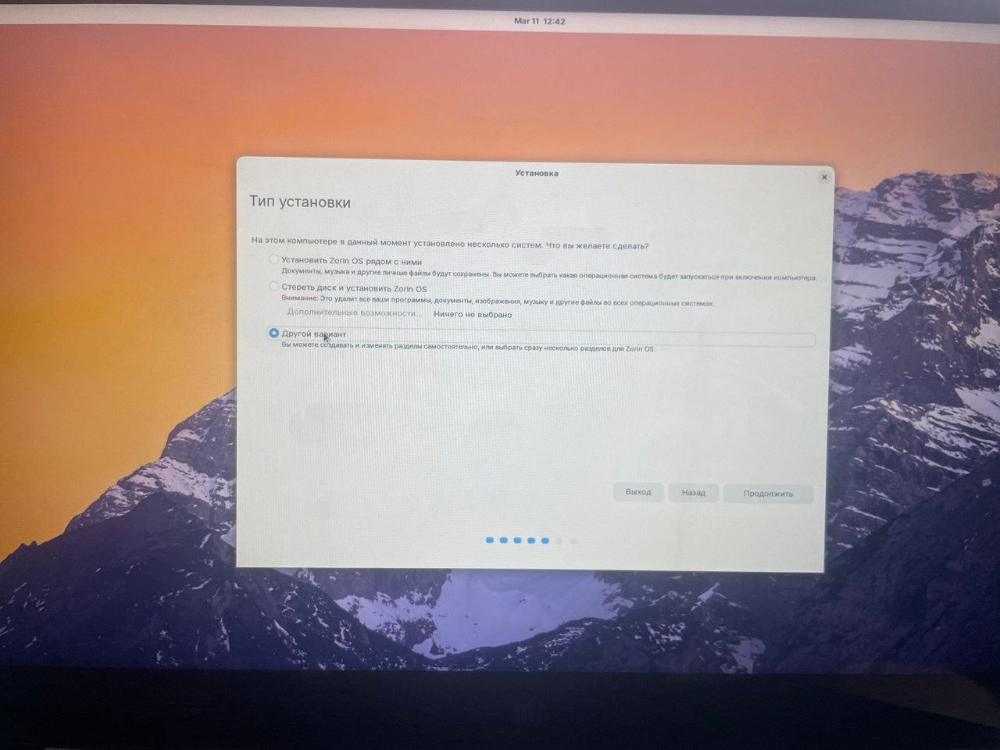 Mar 11 12:42
Установка
Тип установки
На этом компьютере в данный момент установлено несколько систем. Что вы желаете сделать?
Установить Zorin OS рядом с ними
Документы, музыка и другие личные файлы будут сохранены. Вы можете выбрать какая операционная система будет запускаться при включении компьютера.
Стереть диск и установить Zorin OS
Внимание: Это удалит все ваши программы, документы, изображения, музыку и другие файлы во всех операционных системах.
Дополнительные возможности... Ничего не выбрано
Другой вариант
Вы можете создавать и изменять разделы самостоятельно, или выбрать сразу несколько разделов для Zorin OS.
Выход Назад Продолжить